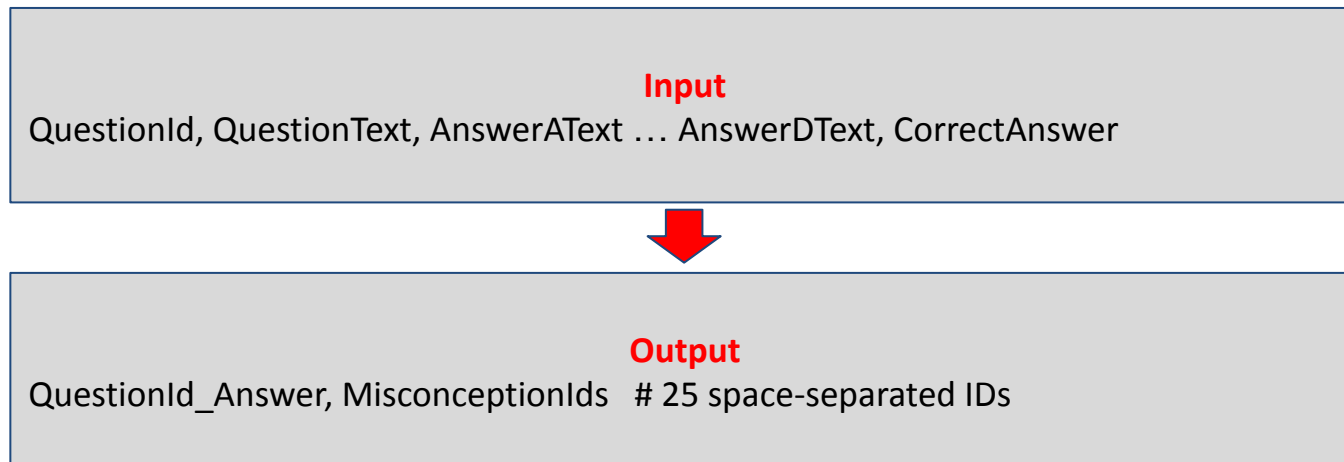 Input
QuestionId, QuestionText, AnswerAText … AnswerDText, CorrectAnswer
Output
QuestionId_Answer, MisconceptionIds # 25 space-separated IDs